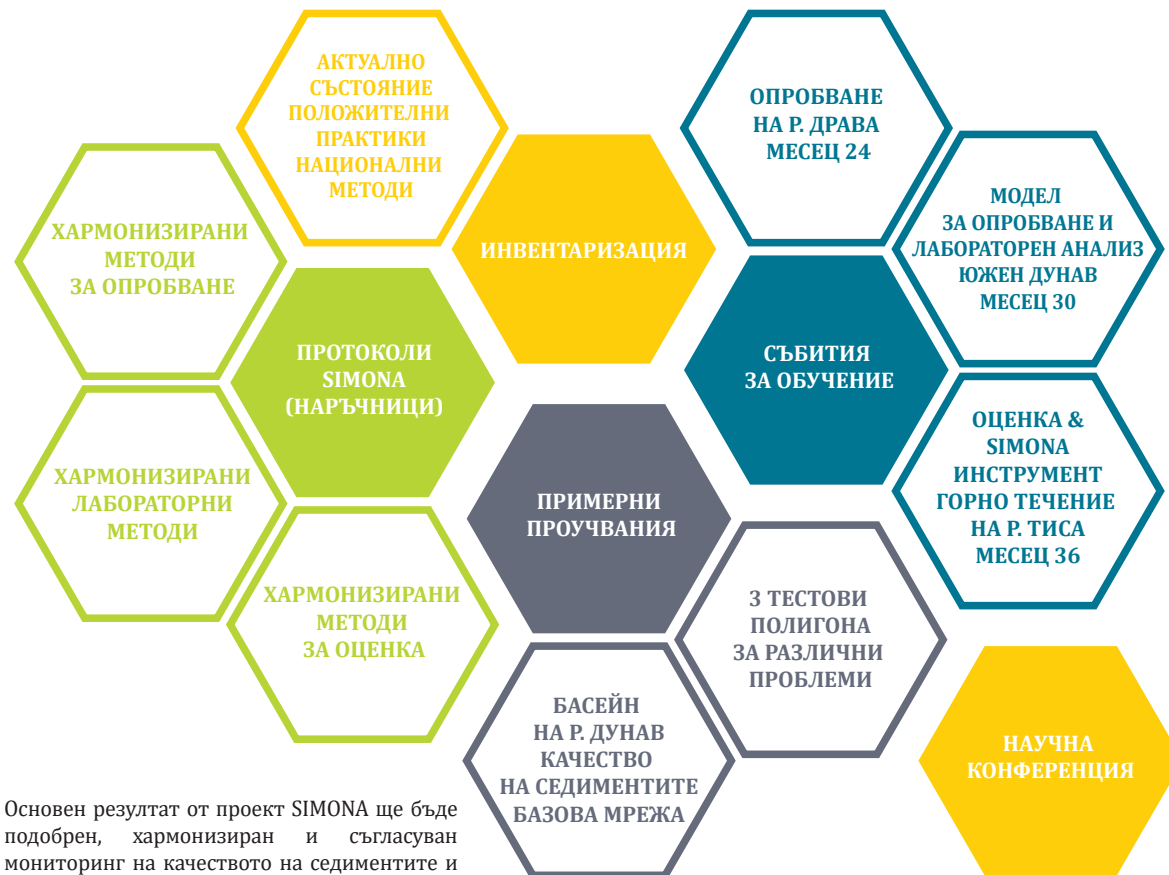 АКТУАЛНО
СЪСТОЯНИЕ
ПОЛОЖИТЕЛНИ
ПРАКТИКИ
НАЦИОНАЛНИ
МЕТОДИ
ИНВЕНТАРИЗАЦИЯ
ХАРМОНИЗИРАНИ
МЕТОДИ
ЗА ОПРОБВАНЕ
ПРОТОКОЛИ
SIMONA
(НАРЪЧНИЦИ)
ХАРМОНИЗИРАНИ
ЛАБОРАТОРНИ
МЕТОДИ
ХАРМОНИЗИРАНИ
МЕТОДИ
ЗА ОЦЕНКА
ОПРОБВАНЕ
НА Р. ДРАВА
МЕСЕЦ 24
МОДЕЛ
ЗА ОПРОБВАНЕ И
ЛАБОРАТОРЕН АНАЛИЗ
ЮЖЕН ДУНАВ
МЕСЕЦ 30
СЪБИТИЯ
ЗА ОБУЧЕНИЕ
ОЦЕНКА &
SIMONA
ИНСТРУМЕНТ
ГОРНО ТЕЧЕНИЕ
НА Р. ТИСА
МЕСЕЦ 36
ПРИМЕРНИ
ПРОУЧВАНИЯ
3 ТЕСТОВИ
ПОЛИГОНА
ЗА РАЗЛИЧНИ
ПРОБЛЕМИ
БАСЕЙН
НА Р. ДУНАВ
КАЧЕСТВО
НА СЕДИМЕНТИТЕ
БАЗОВА МРЕЖА
НАУЧНА
КОНФЕРЕНЦИЯ
Основен резултат от проект SIMONA ще бъде
подобрен, хармонизиран и съгласуван
мониторинг на качеството на седиментите и